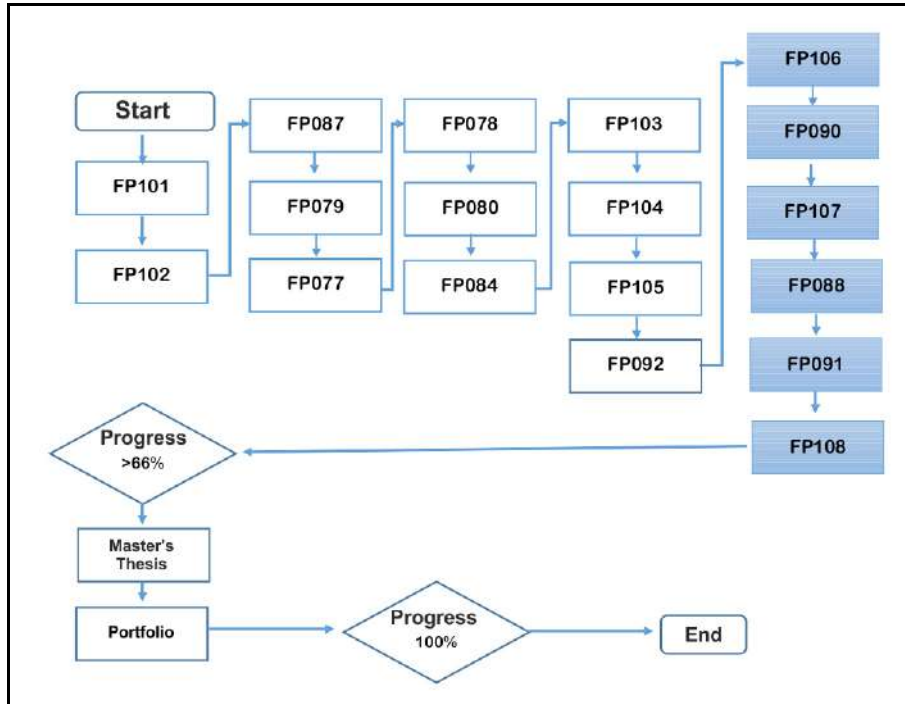 Start
FP101
FP102
FP087
FP079
FP077
FP078
FP080
FP084
FP103
FP104
FP105
FP092
FP106
FP090
FP107
FP088
FP091
FP108
Progress
>66%
Master's
Thesis
Portfolio
Progress
100%
End